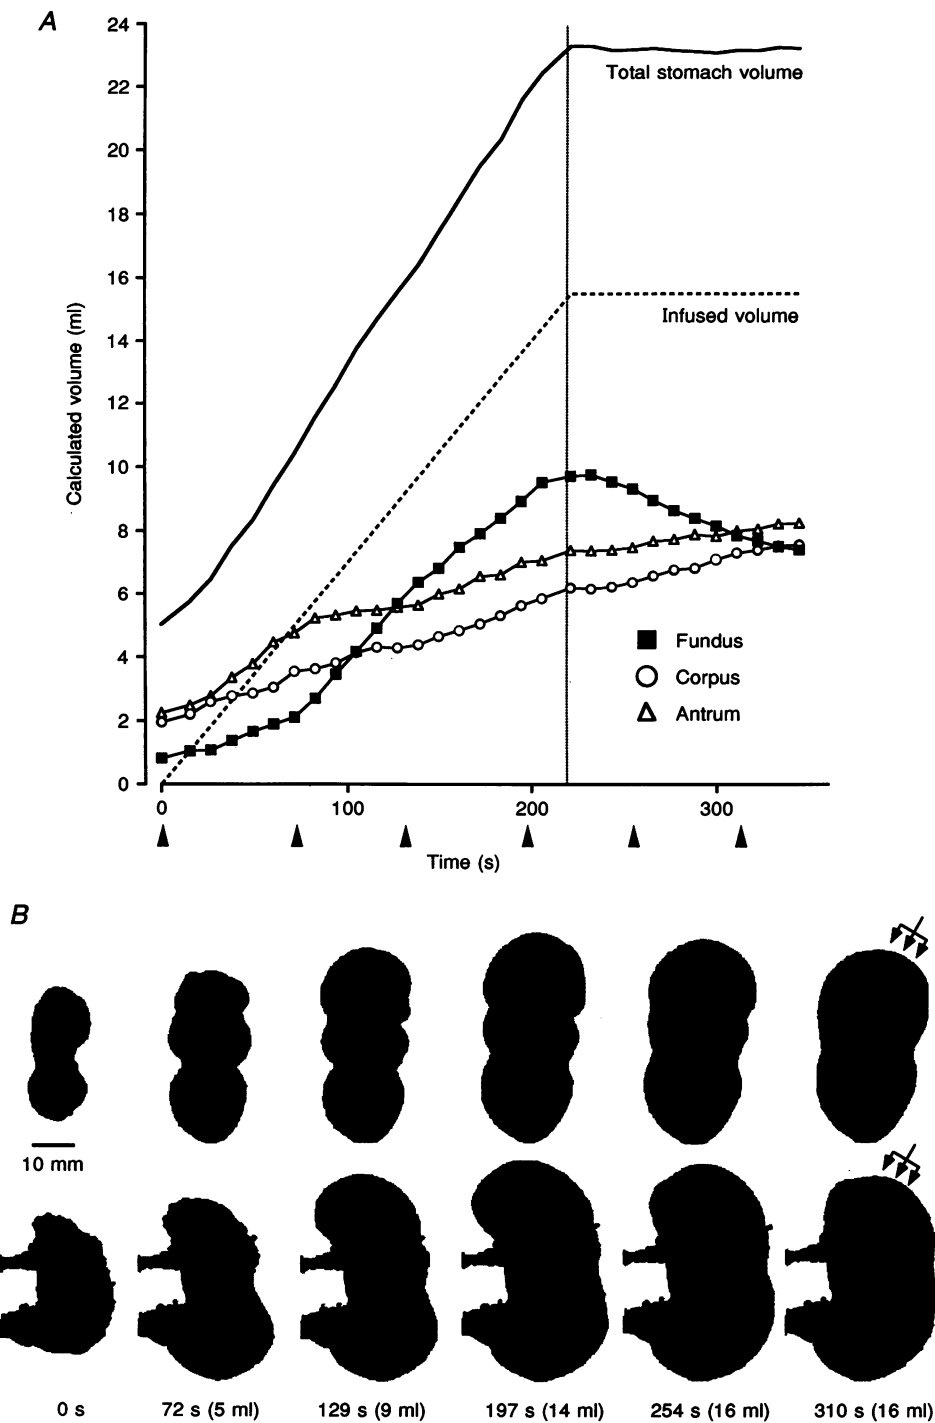 A
24
22
20
18
16
14
12
10
8
6
4
2
0
Calculated volume (ml)
Total stomach volume
Infused volume
Fundus
Corpus
Antrum
0 100 200 300
Time (s)
B
10 mm
0 s 72 s (5 ml) 129 s (9 ml) 197 s (14 ml) 254 s (16 ml) 310 s (16 ml)